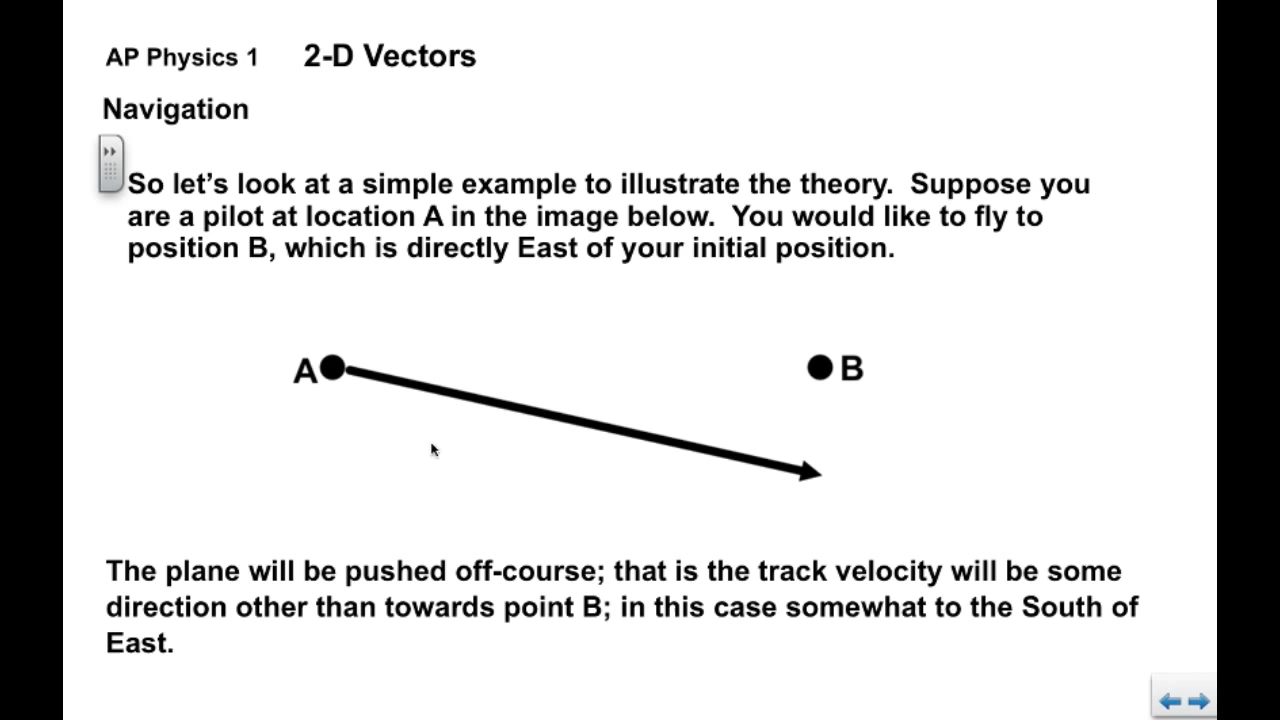 AP Physics 1 2-D Vectors
Navigation
So let’s look at a simple example to illustrate the theory. Suppose you
are a pilot at location A in the image below. You would like to fly to
position B, which is directly East of your initial position.
A B
The plane will be pushed off-course; that is the track velocity will be some
direction other than towards point B; in this case somewhat to the South of
East.